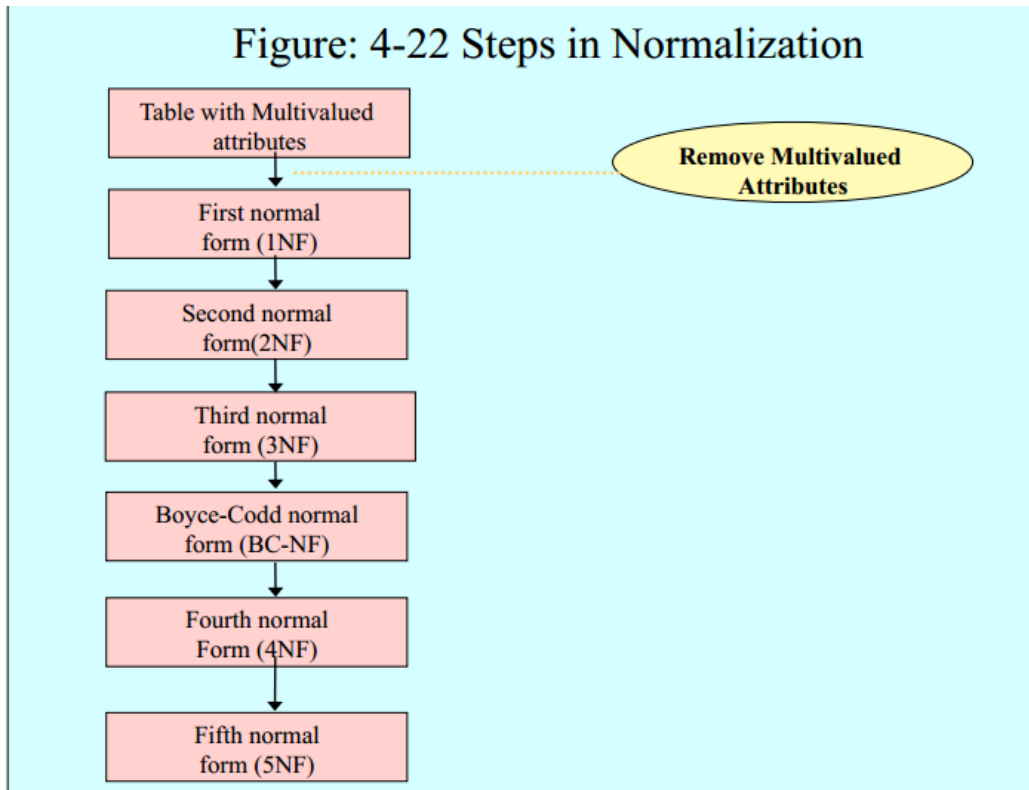 Figure: 4-22 Steps in Normalization
Table with Multivalued
attributes
Remove Multivalued
Attributes
First normal
form (1NF)
Second normal
form(2NF)
Third normal
form (3NF)
Boyce-Codd normal
form (BC-NF)
Fourth normal
Form (4NF)
Fifth normal
form (5NF)